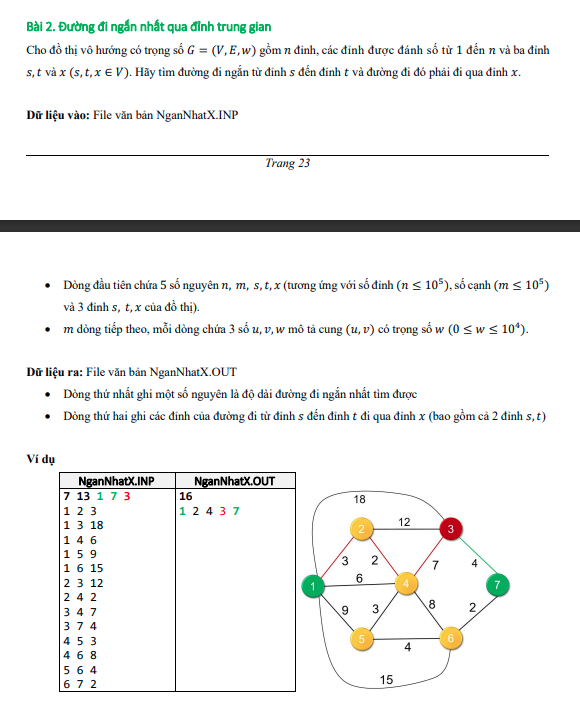 Bài 2. Đường đi ngắn nhất qua đỉnh trung gian
Cho đồ thị vô hướng có trọng số G = (V, E, w) gồm n đỉnh, các đỉnh được đánh số từ 1 đến n và ba đỉnh
s, t và x (s, t, x ∈ V). Hãy tìm đường đi ngắn từ đỉnh s đến đỉnh t và đường đi đó phải đi qua đỉnh x.
Dữ liệu vào: File văn bản NganNhatX.INP
Trang 23
• Dòng đầu tiên chứa 5 số nguyên n, m, s, t, x (tương ứng với số đỉnh (n ≤ 10⁵), số cạnh (m ≤ 10⁵)
và 3 đỉnh s, t, x của đồ thị).
• m dòng tiếp theo, mỗi dòng chứa 3 số u, v, w mô tả cung (u, v) có trọng số w (0 ≤ w ≤ 10⁴).
Dữ liệu ra: File văn bản NganNhatX.OUT
• Dòng thứ nhất ghi một số nguyên là độ dài đường đi ngắn nhất tìm được
• Dòng thứ hai ghi các đỉnh của đường đi từ đỉnh s đến đỉnh t đi qua đỉnh x (bao gồm cả 2 đỉnh s, t)
Ví dụ
NganNhatX.INP NganNhatX.OUT
7 13 1 7 3 16
1 2 3 1 2 4 3 7
1 3 18
1 4 6
1 5 9
1 6 15
2 3 12
2 4 2
3 4 7
3 7 4
4 5 3
4 6 8
5 6 4
6 7 2
18
2 12 3
3 2 7 4
1 6 4 7
9 3 8 2
5 4 6
15